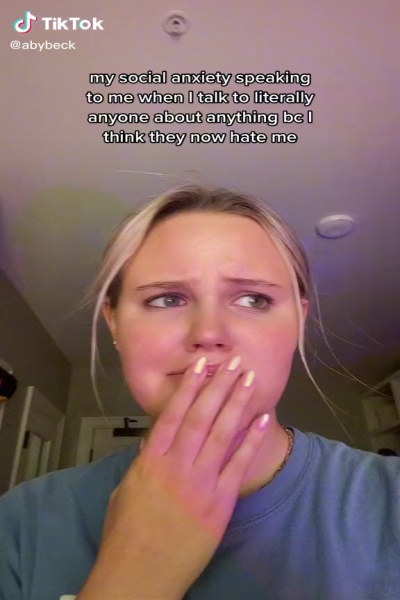 TikTok
@abybeck
my social anxiety speaking
to me when I talk to literally
anyone about anything bc I
think they now hate me